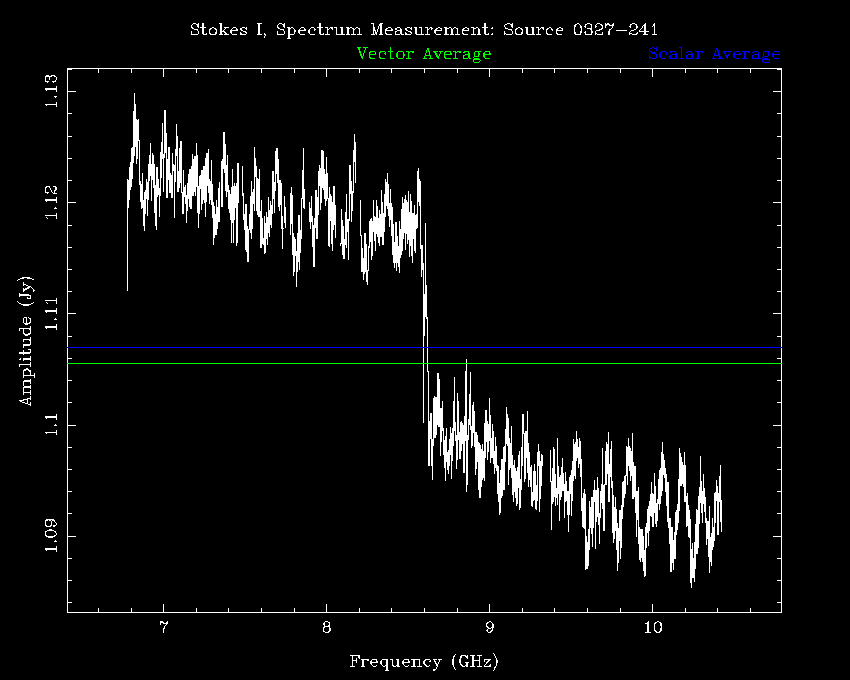 Stokes I, Spectrum Measurement: Source 0327-241
Vector Average Scalar Average
1.13
1.12
1.11
1.1
1.09
Amplitude (Jy)
7 8 9 10
Frequency (GHz)